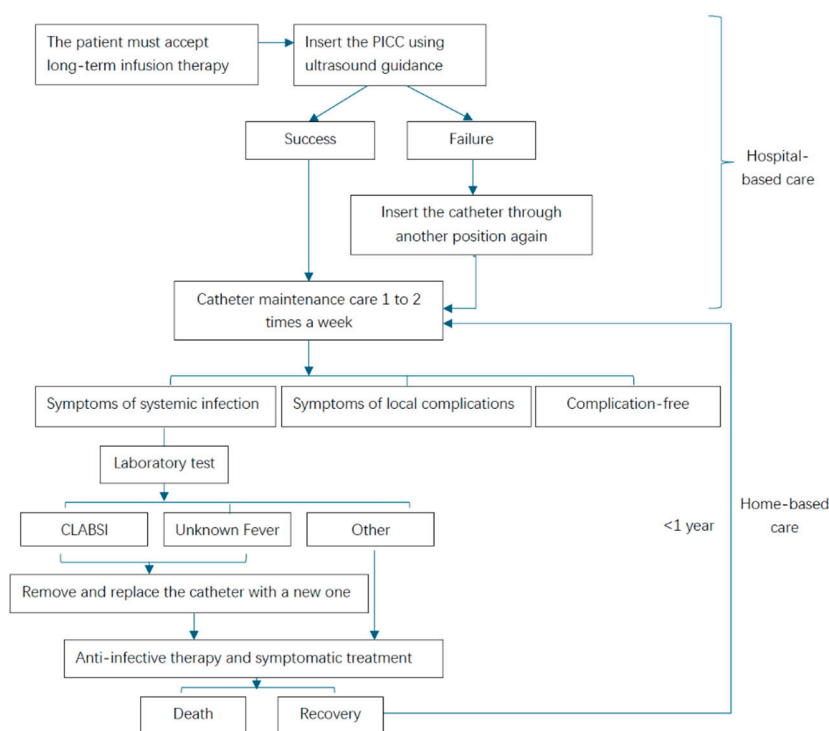 The patient must accept
long-term infusion therapy
Insert the PICC using
ultrasound guidance
Success
Failure
Hospital-
based care
Insert the catheter through
another position again
Catheter maintenance care 1 to 2
times a week
Symptoms of systemic infection
Symptoms of local complications
Complication-free
Laboratory test
CLABSI
Unknown Fever
Other
<1 year
Home-based
care
Remove and replace the catheter with a new one
Anti-infective therapy and symptomatic treatment
Death
Recovery